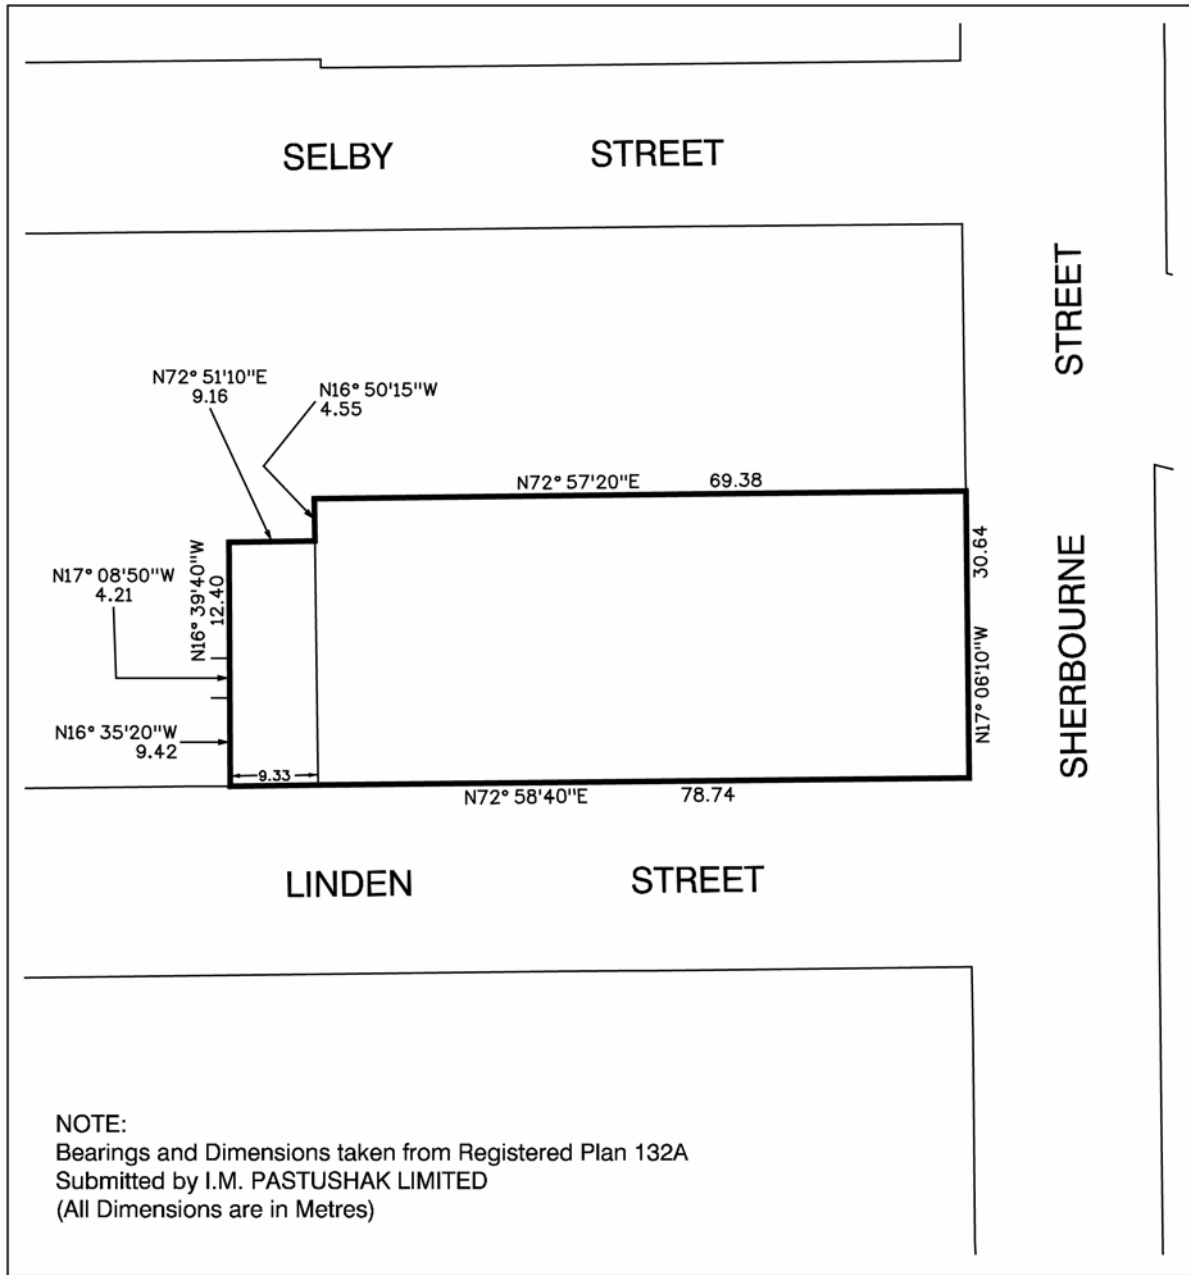 SELBY STREET
STREET
N72° 51'10"E
9.16
N16° 50'15"W
4.55
N72° 57'20"E 69.38
30.64
N17° 06'10"W
SHERBOURNE
N16° 39'40"W
12.40
N17° 08'50"W
4.21
N16° 35'20"W
9.42
9.33
N72° 58'40"E 78.74
LINDEN STREET
NOTE:
Bearings and Dimensions taken from Registered Plan 132A
Submitted by I.M. PASTUSHAK LIMITED
(All Dimensions are in Metres)